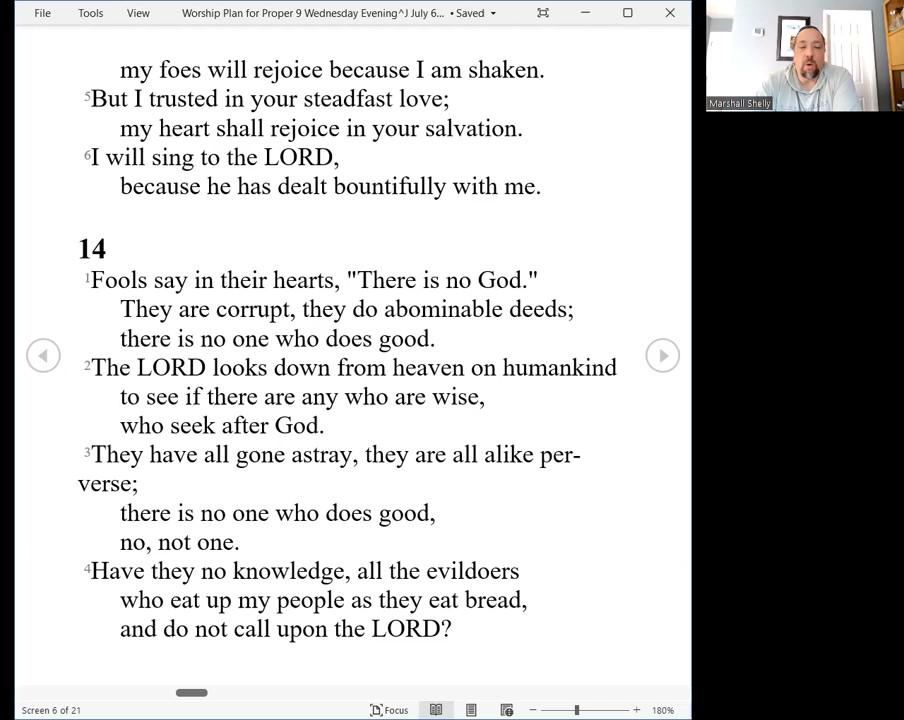 File Tools View Worship Plan for Proper 9 Wednesday Evening^J July 6... • Saved
my foes will rejoice because I am shaken.
5But I trusted in your steadfast love;
my heart shall rejoice in your salvation.
6I will sing to the LORD,
because he has dealt bountifully with me.
14
1Fools say in their hearts, "There is no God."
They are corrupt, they do abominable deeds;
there is no one who does good.
2The LORD looks down from heaven on humankind
to see if there are any who are wise,
who seek after God.
3They have all gone astray, they are all alike per-
verse;
there is no one who does good,
no, not one.
4Have they no knowledge, all the evildoers
who eat up my people as they eat bread,
and do not call upon the LORD?
Screen 6 of 21 Focus 180%
Marshall Shelly